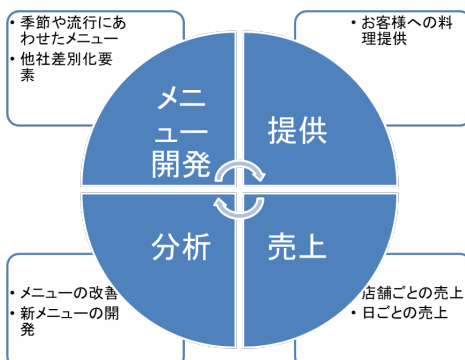 ・季節や流行にあ
わせたメニュー
・他社差別化要
素
・お客様への料
理提供
メニ
ュー
開発
提供
分析
売上
・メニューの改善
・新メニューの開
発
店舗ごとの売上
・日ごとの売上